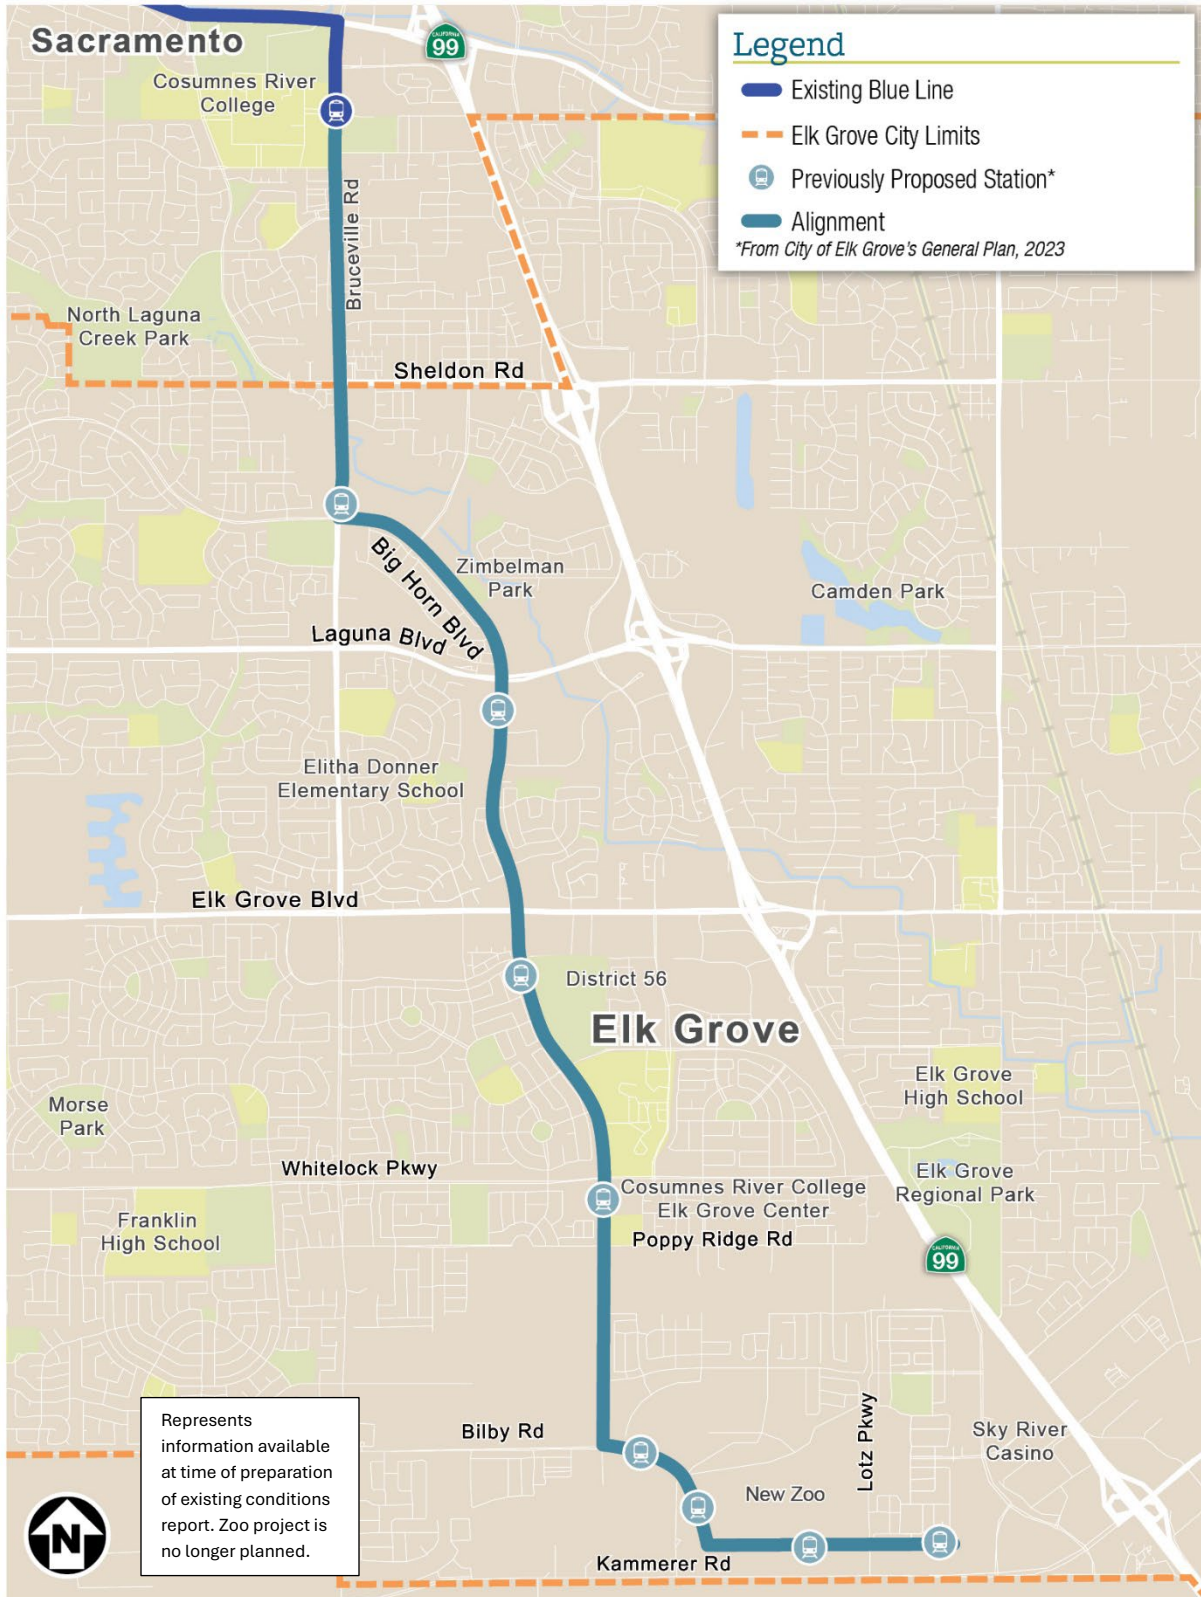 Sacramento
CALIFORNIA
99
Legend
Existing Blue Line
Elk Grove City Limits
Previously Proposed Station*
Alignment
*From City of Elk Grove's General Plan, 2023
Cosumnes River
College
Bruceville Rd
North Laguna
Creek Park
Sheldon Rd
Big Horn Blvd
Zimbelman
Park
Camden Park
Laguna Blvd
Elitha Donner
Elementary School
Elk Grove Blvd
District 56
Elk Grove
Elk Grove
High School
Morse
Park
Whitelock Pkwy
Elk Grove
Regional Park
Cosumnes River College
Elk Grove Center
Franklin
High School
Poppy Ridge Rd
CALIFORNIA
99
Represents
information available
at time of preparation
of existing conditions
report. Zoo project is
no longer planned.
Bilby Rd
Lotz Pkwy
Sky River
Casino
New Zoo
Kammerer Rd
N